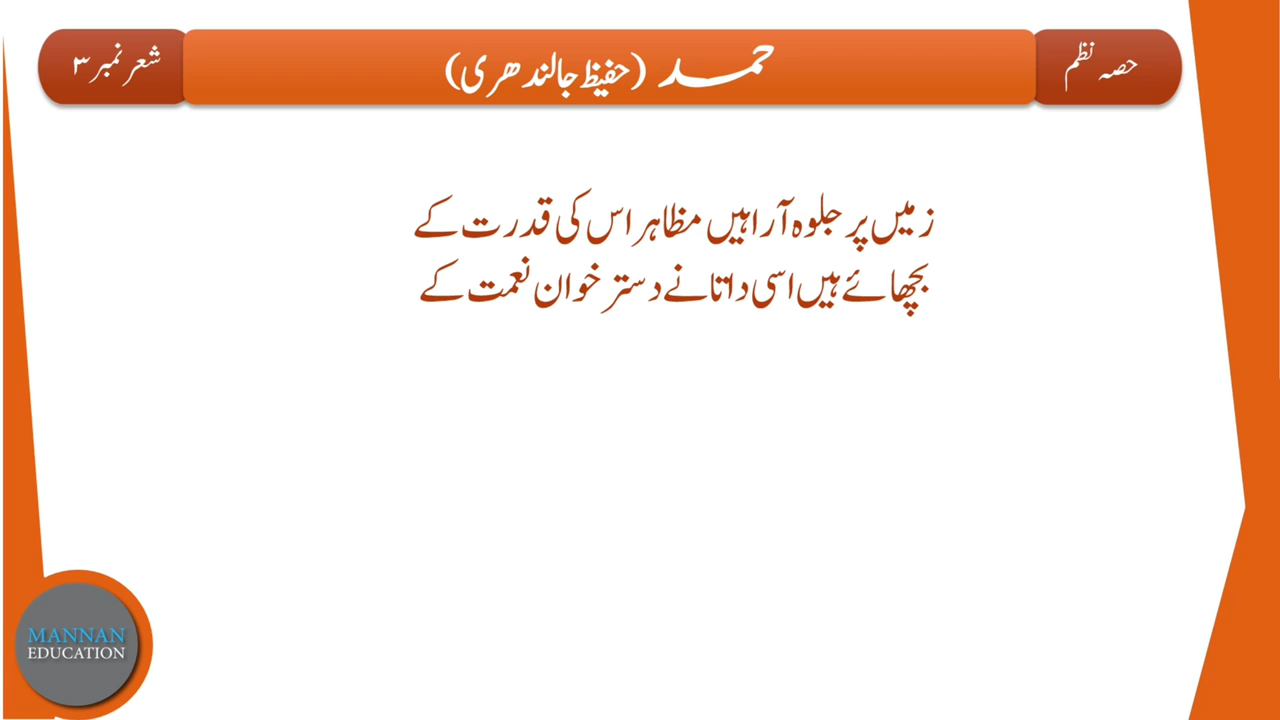 حصہ نظم
حمد (حفیظ جالندھری)
شعر نمبر ۳
زمیں پر جلوہ آرا ہیں مظاہر اس کی قدرت کے
بچھائے ہیں اسی داتا نے دستر خوان نعمت کے
MANNAN
EDUCATION